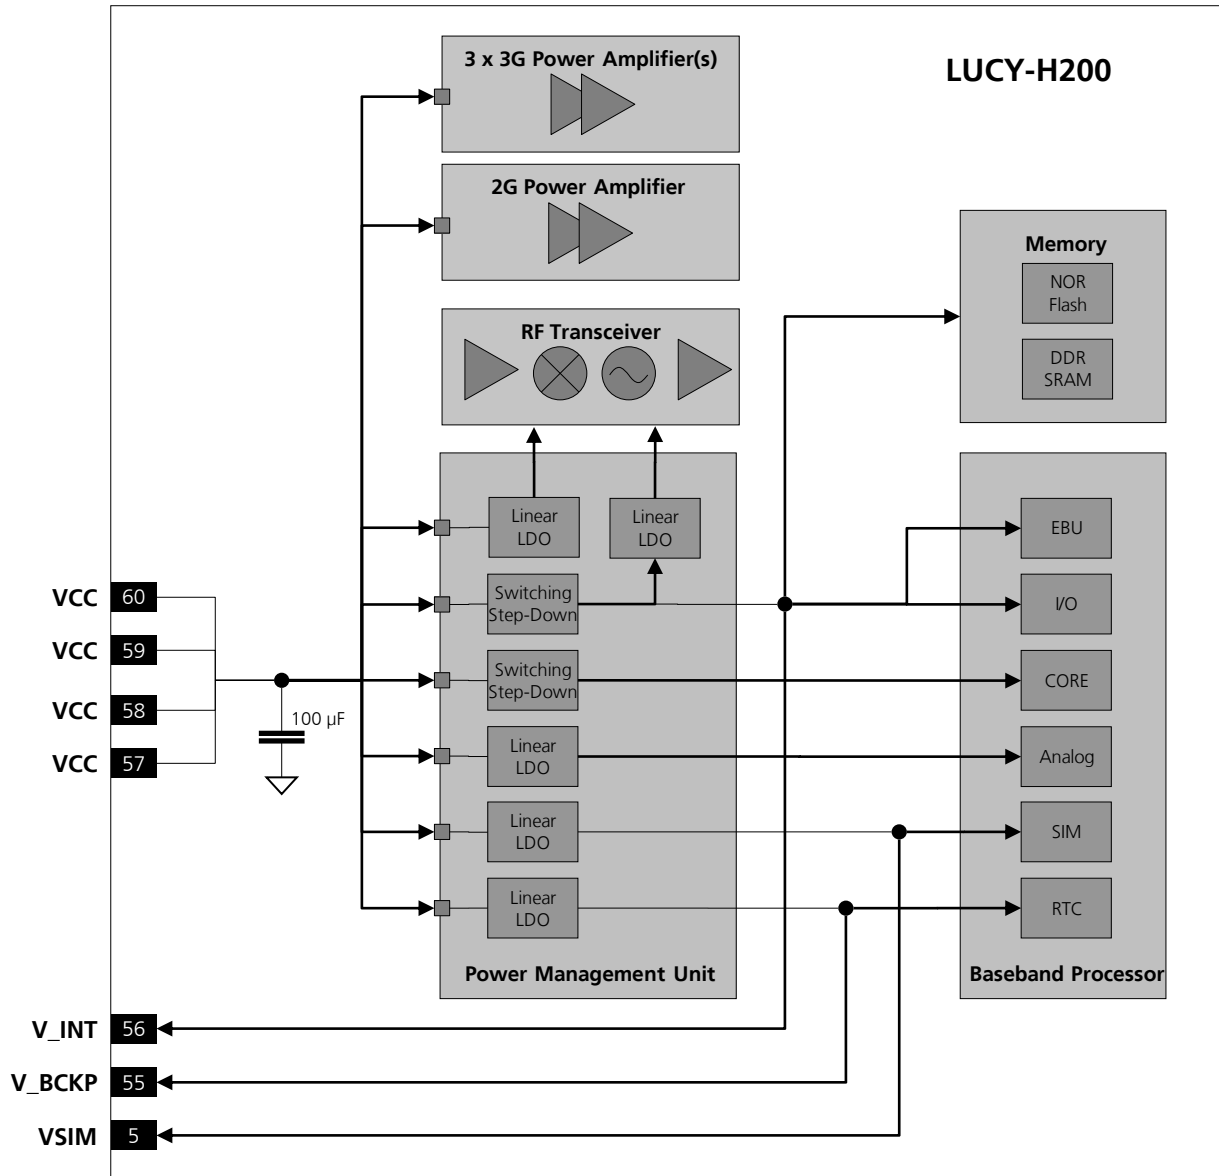 LUCY-H200
3 x 3G Power Amplifier(s)
2G Power Amplifier
RF Transceiver
Memory
NOR
Flash
DDR
SRAM
Linear
LDO
Linear
LDO
EBU
VCC 60
Switching
Step-Down
I/O
VCC 59
Switching
Step-Down
CORE
VCC 58
100 µF
VCC 57
Linear
LDO
Analog
Linear
LDO
SIM
Linear
LDO
RTC
Power Management Unit
Baseband Processor
V_INT 56
V_BCKP 55
VSIM 5